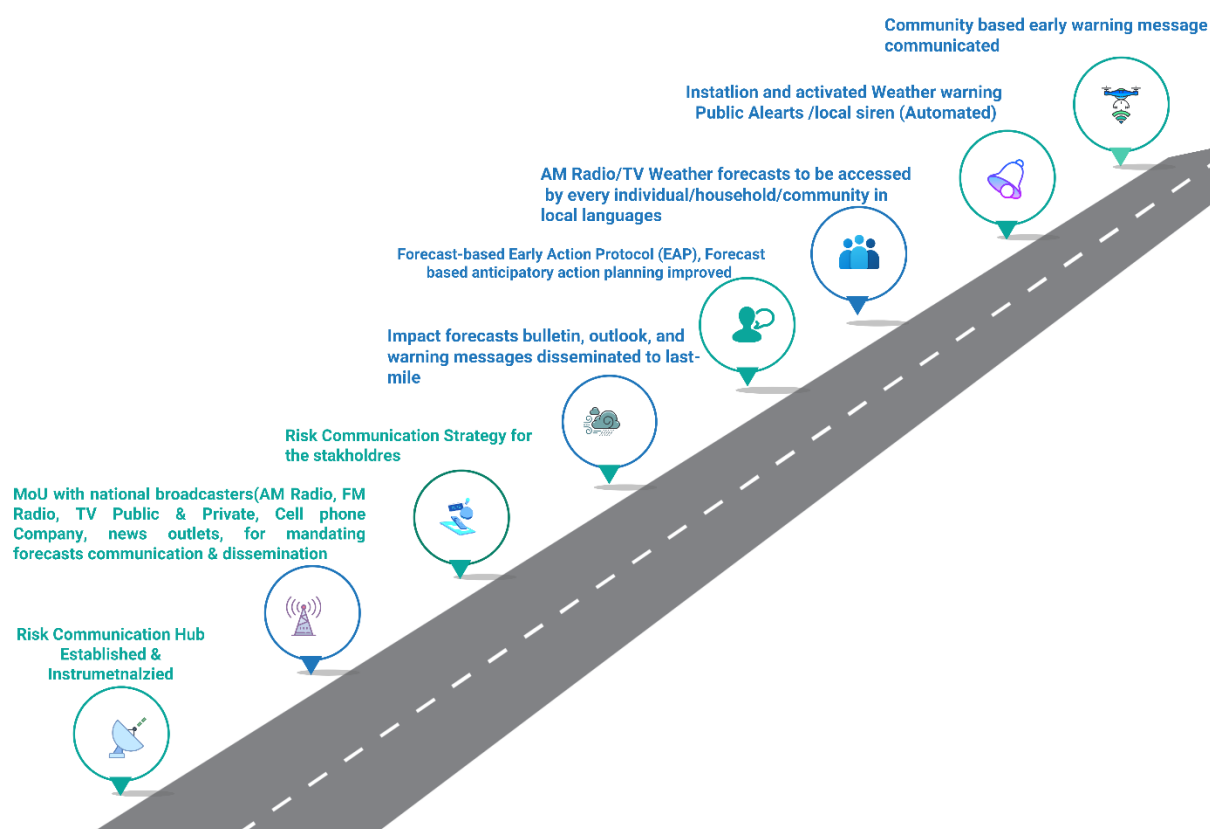 Community based early warning message
communicated
Instatlion and activated Weather warning
Public Alearts /local siren (Automated)
AM Radio/TV Weather forecasts to be accessed
by every individual/household/community in
local languages
Forecast-based Early Action Protocol (EAP), Forecast
based anticipatory action planning improved
Impact forecasts bulletin, outlook, and
warning messages disseminated to last-
mile
Risk Communication Strategy for
the stakholdres
MoU with national broadcasters(AM Radio, FM
Radio, TV Public & Private, Cell phone
Company, news outlets, for mandating
forecasts communication & dissemination
Risk Communication Hub
Established &
Instrumetnalzied